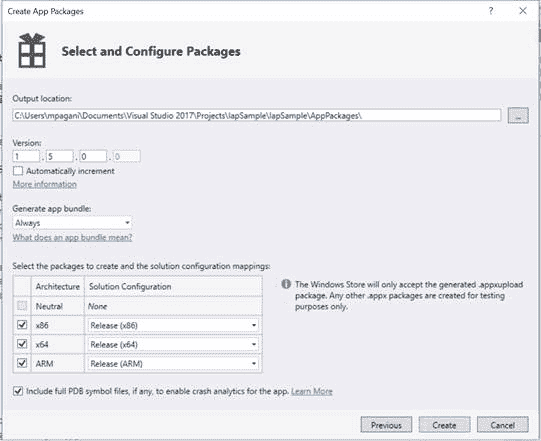 Create App Packages
? ×
Select and Configure Packages
Output location:
C:\Users\mpagani\Documents\Visual Studio 2017\Projects\IapSample\IapSample\AppPackages\
...
Version:
1 . 5 . 0 . 0
Automatically increment
More information
Generate app bundle:
Always
What does an app bundle mean?
Select the packages to create and the solution configuration mappings:
Architecture Solution Configuration
Neutral None
x86 Release (x86)
x64 Release (x64)
ARM Release (ARM)
The Windows Store will only accept the generated .appxupload
package. Any other .appx packages are created for testing
purposes only.
Include full PDB symbol files, if any, to enable crash analytics for the app. Learn More
Previous Create Cancel